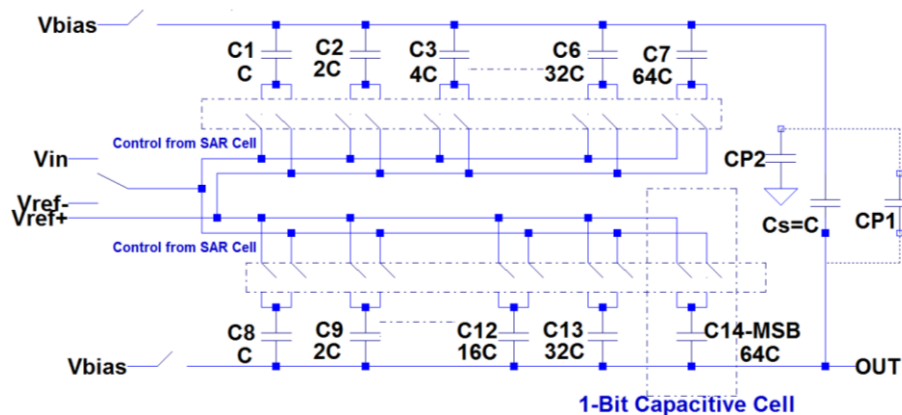 Vbias
C1 C2 C3 C6 C7
C 2C 4C 32C 64C
Control from SAR Cell
Vin
CP2
Vref-
Vref+
Cs=C CP1
Control from SAR Cell
C8 C9 C12 C13 C14-MSB
C 2C 16C 32C 64C
Vbias OUT
1-Bit Capacitive Cell